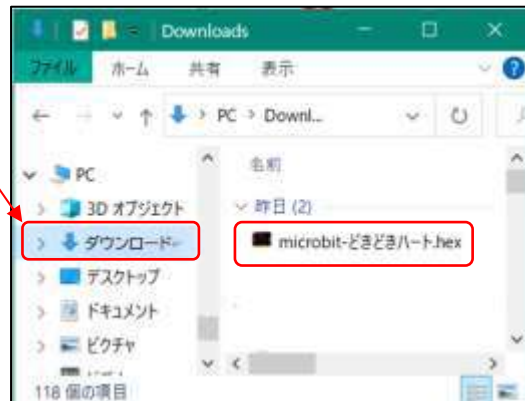 Downloads
ファイル ホーム 共有 表示
PC > Downl...
名前
PC
昨日 (2)
3D オブジェクト
ダウンロード
microbit-どきどきハート.hex
デスクトップ
ドキュメント
ピクチャ
118 個の項目